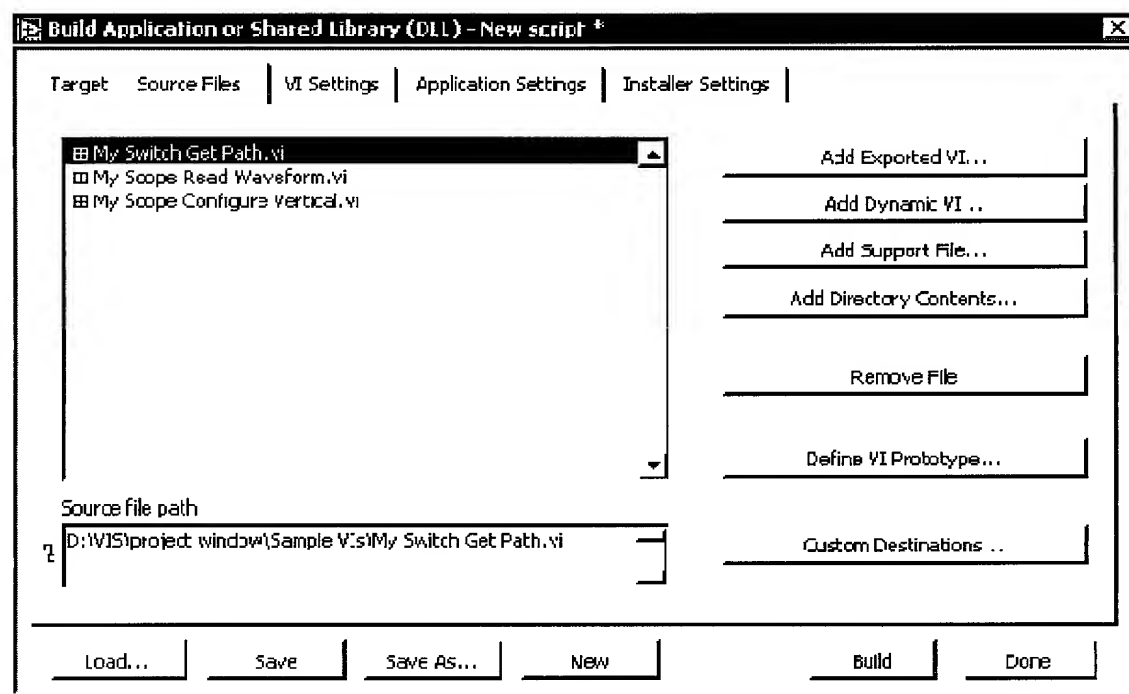 Build Application or Shared Library (DLL) - New script *
Target Source Files VI Settings Application Settings Installer Settings
My Switch Get Path.vi
My Scope Read Waveform.vi
My Scope Configure Vertical.vi
Add Exported VI...
Add Dynamic VI ..
Add Support File...
Add Directory Contents...
Remove File
Define VI Prototype...
Custom Destinations ..
Source file path
D:\VIS\project window\Sample VIs\My Switch Get Path.vi
Load... Save Save As... New Build Done